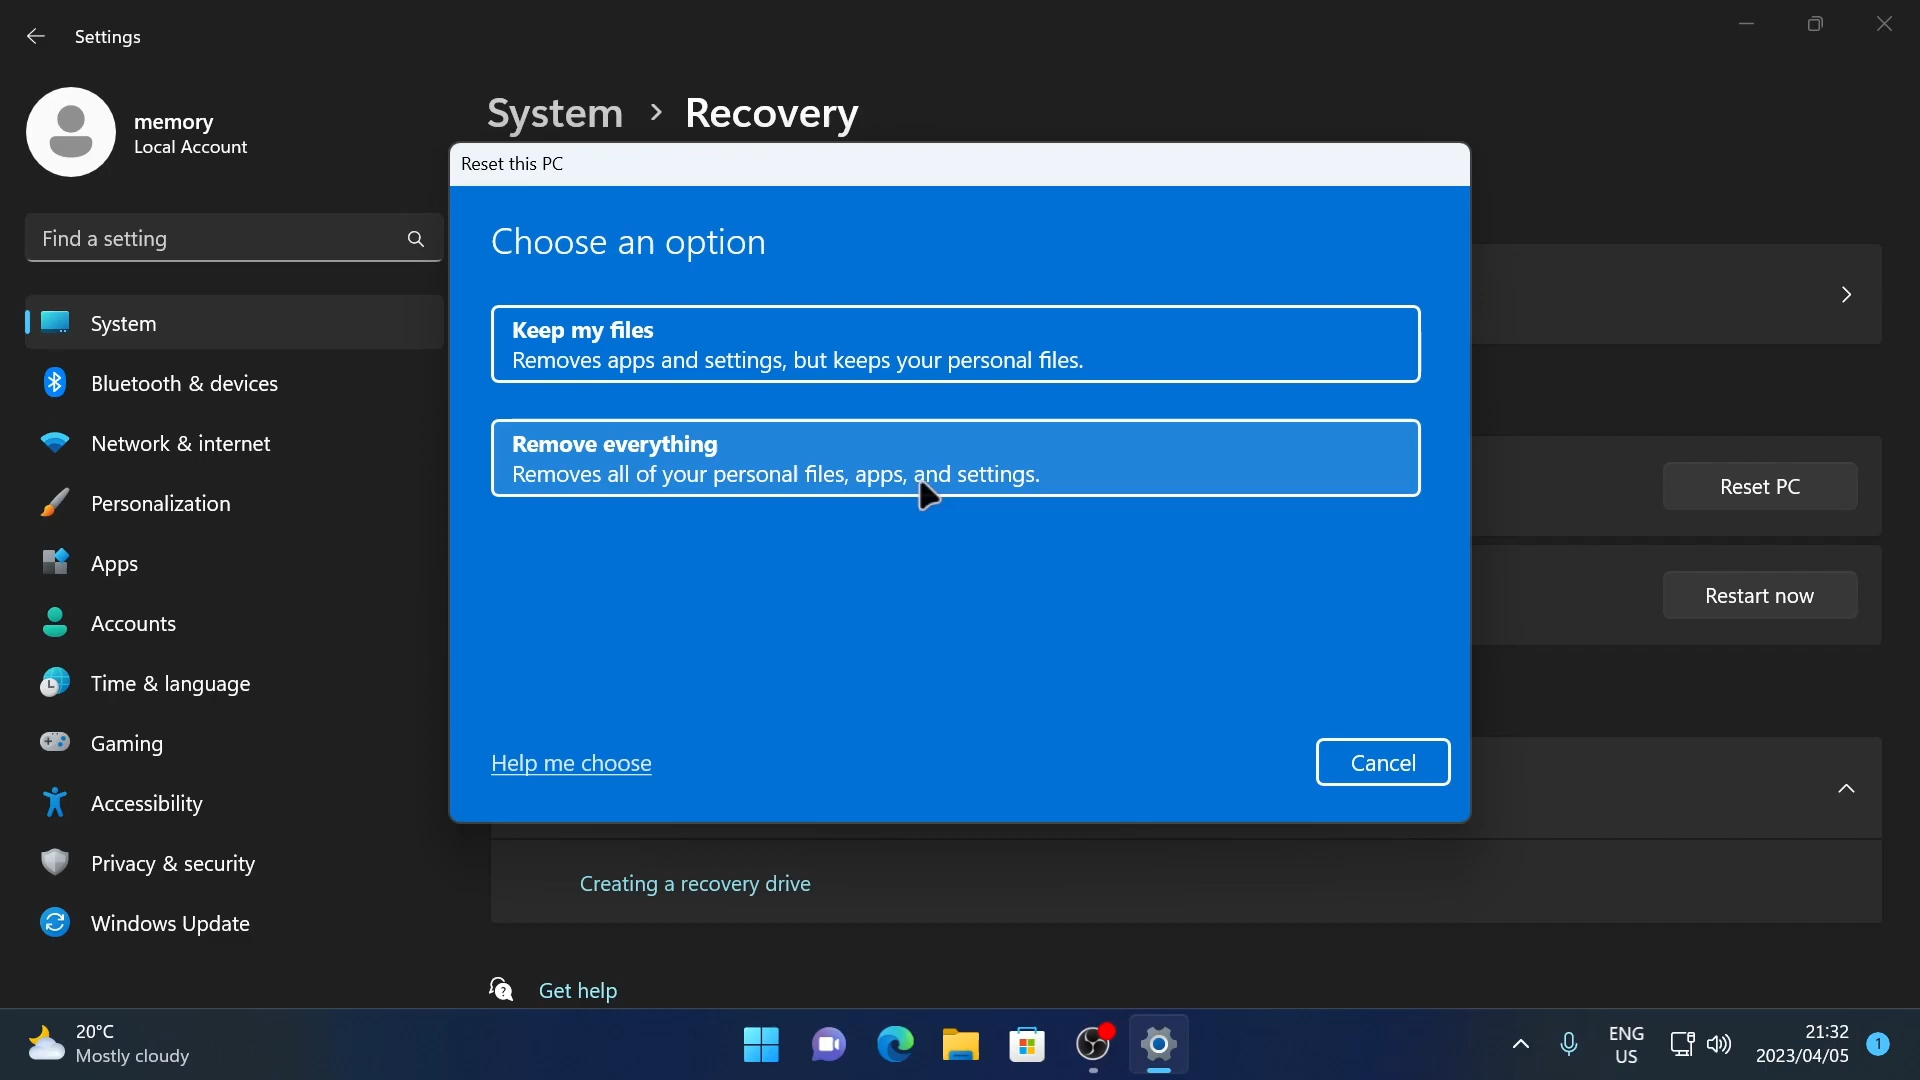 Settings
memory
Local Account
Find a setting
System
Bluetooth & devices
Network & internet
Personalization
Apps
Accounts
Time & language
Gaming
Accessibility
Privacy & security
Windows Update
System > Recovery
Reset this PC
Choose an option
Keep my files
Removes apps and settings, but keeps your personal files.
Remove everything
Removes all of your personal files, apps, and settings.
Help me choose
Cancel
Reset PC
Restart now
Creating a recovery drive
Get help
20°C
Mostly cloudy
ENG
US
21:32
2023/04/05
1